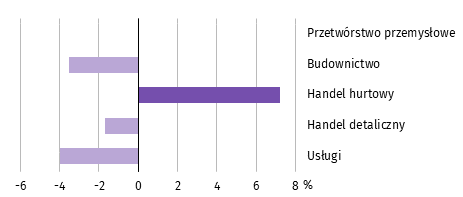 Przetwórstwo przemysłowe
Budownictwo
Handel hurtowy
Handel detaliczny
Usługi
-6 -4 -2 0 2 4 6 8 %